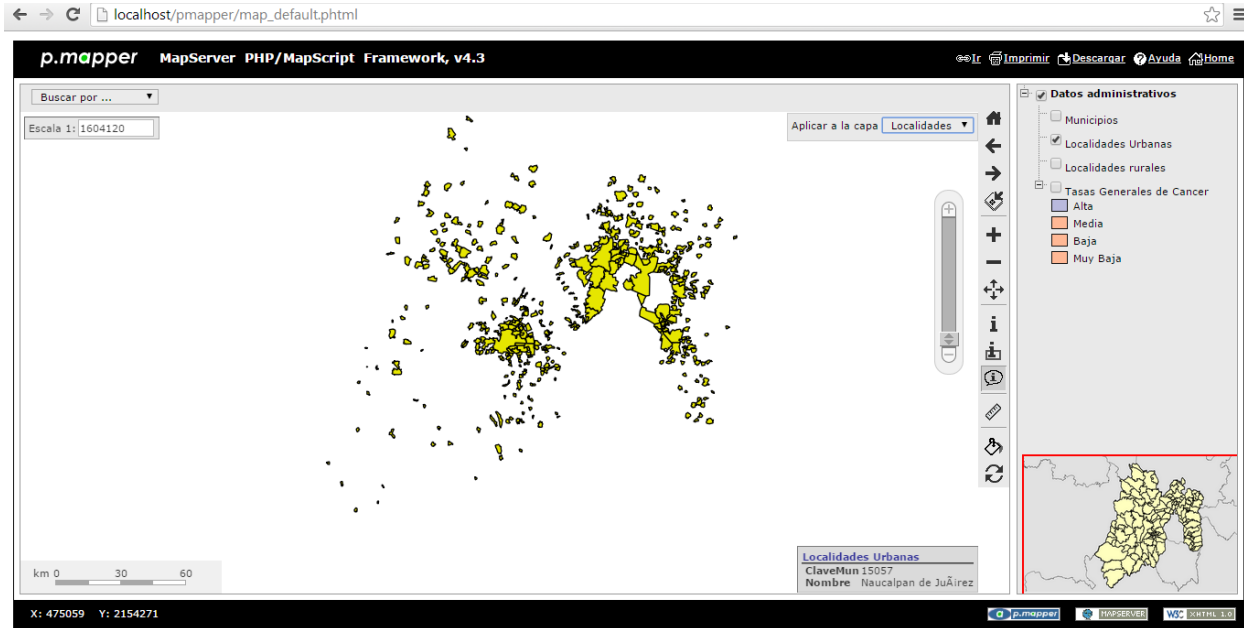 localhost/pmapper/map_default.phtml
p.mapper MapServer PHP/MapScript Framework, v4.3
Ir Imprimir Descargar Ayuda Home
Buscar por ...
Escala 1: 1604120
Aplicar a la capa Localidades
Datos administrativos
Municipios
Localidades Urbanas
Localidades rurales
Tasas Generales de Cancer
Alta
Media
Baja
Muy Baja
Localidades Urbanas
ClaveMun 15057
Nombre Naucalpan de JuÃirez
km 0 30 60
X: 475059 Y: 2154271
p.mapper MAPSERVER W3C XHTML 1.0